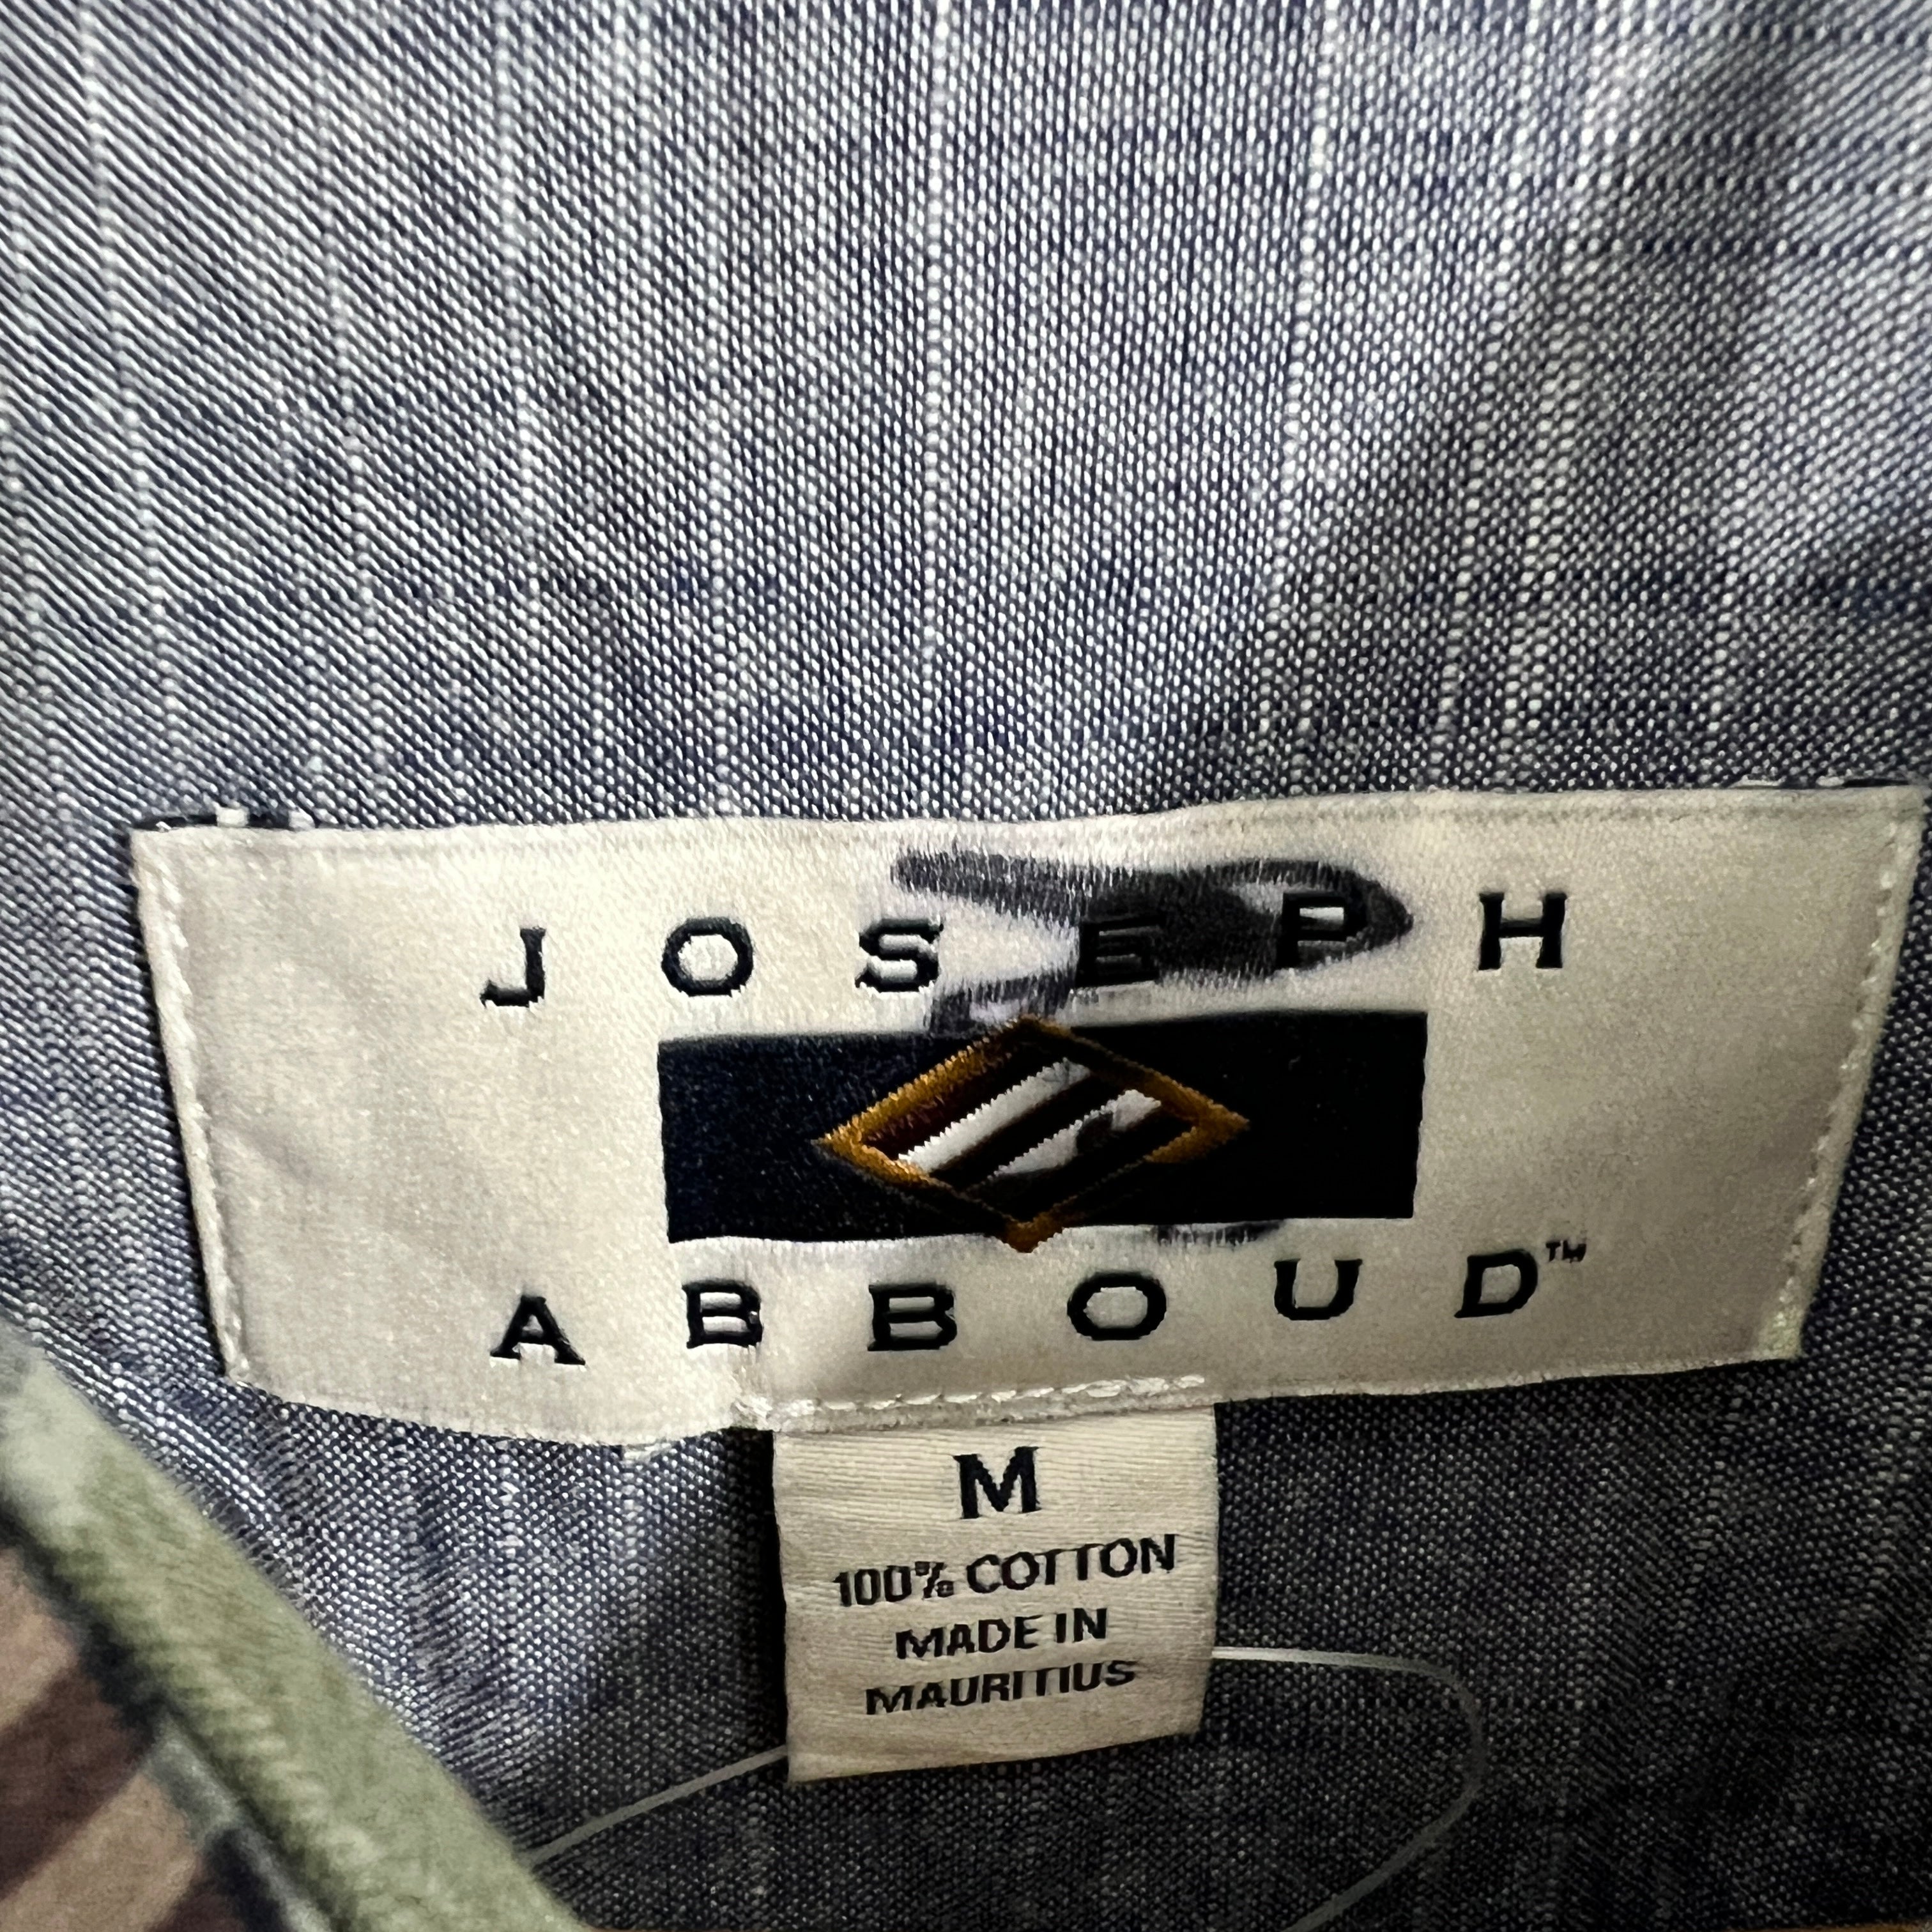 JOSEPH
ABBOUD™
M
100% COTTON
MADE IN
MAURITIUS